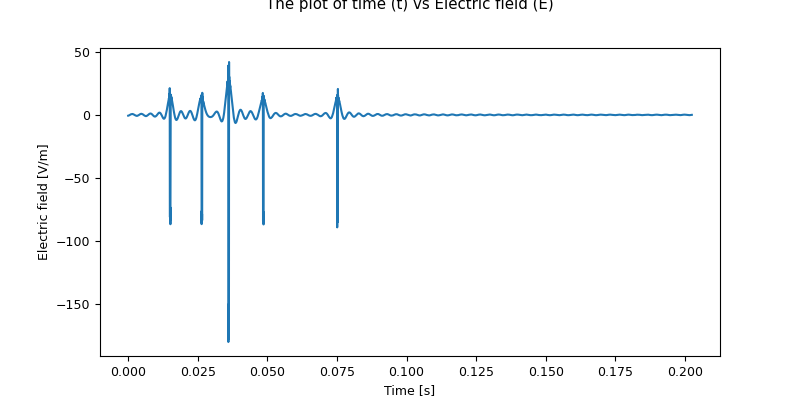 The plot of time (t) vs Electric field (E)
50
0
−50
−100
−150
Electric field [V/m]
0.000 0.025 0.050 0.075 0.100 0.125 0.150 0.175 0.200
Time [s]